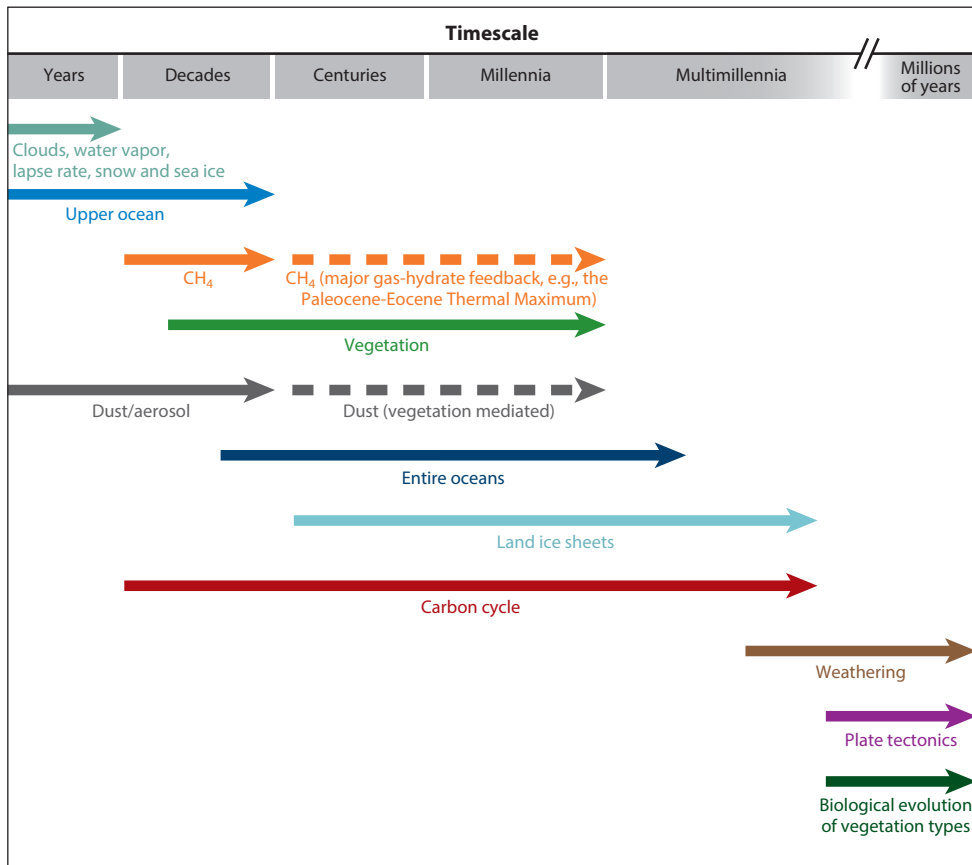 Timescale
Years
Decades
Centuries
Millennia
Multimillennia
Millions
of years
Clouds, water vapor,
lapse rate, snow and sea ice
Upper ocean
CH₄
CH₄ (major gas-hydrate feedback, e.g., the
Paleocene-Eocene Thermal Maximum)
Vegetation
Dust/aerosol
Dust (vegetation mediated)
Entire oceans
Land ice sheets
Carbon cycle
Weathering
Plate tectonics
Biological evolution
of vegetation types